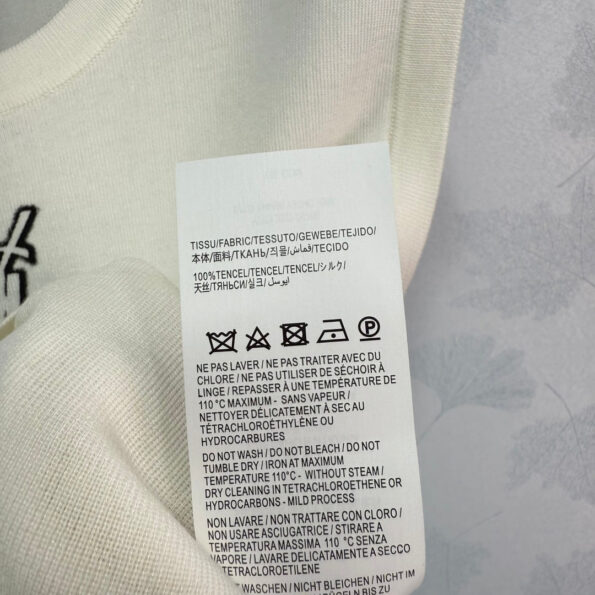 TISSU/FABRIC/TESSUTO/GEWEBE/TEJIDO/
本体/面料/ТКАНЬ/직물/قماش/TECIDO
100%TENCEL/TENCEL/TENCEL/シルク/
天丝/ТЯНЬСИ/실크/ايوسل/
NE PAS LAVER / NE PAS TRAITER AVEC DU
CHLORE / NE PAS UTILISER DE SÉCHOIR À
LINGE / REPASSER À UNE TEMPÉRATURE DE
110 °C MAXIMUM - SANS VAPEUR /
NETTOYER DÉLICATEMENT À SEC AU
TÉTRACHLOROÉTHYLÈNE OU
HYDROCARBURES
DO NOT WASH / DO NOT BLEACH / DO NOT
TUMBLE DRY / IRON AT MAXIMUM
TEMPERATURE 110°C - WITHOUT STEAM /
DRY CLEANING IN TETRACHLOROETHENE OR
HYDROCARBONS - MILD PROCESS
NON LAVARE / NON TRATTARE CON CLORO /
NON USARE ASCIUGATRICE / STIRARE A
TEMPERATURA MASSIMA 110 °C SENZA
VAPORE / LAVARE DELICATAMENTE A SECCO
TETRACLOROETILENE
WASCHEN / NICHT BLEICHEN / NICHT IM